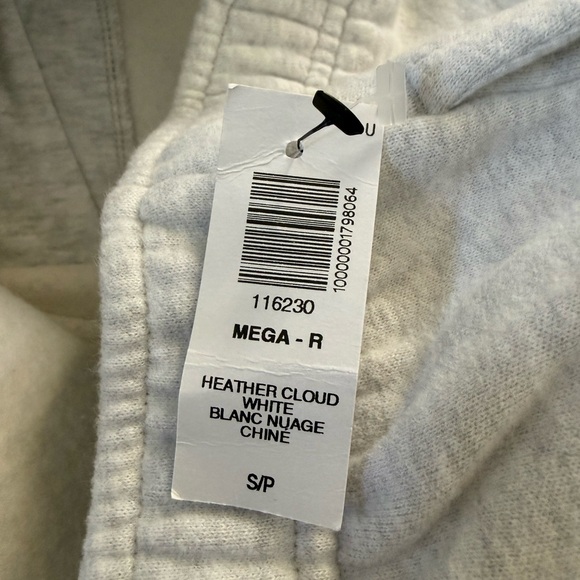 U
10000001798064
116230
MEGA - R
HEATHER CLOUD
WHITE
BLANC NUAGE
CHINÉ
S/P